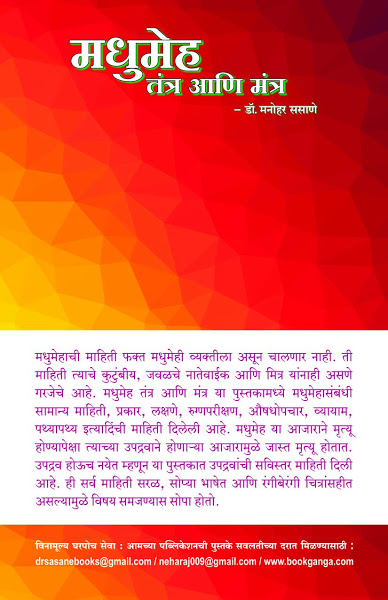 मधुमेह
तंत्र आणि मंत्र
– डॉ. मनोहर ससाणे
मधुमेहाची माहिती फक्त मधुमेही व्यक्तीला असून चालणार नाही. ती
माहिती त्याचे कुटुंबीय, जवळचे नातेवाईक आणि मित्र यांनाही असणे
गरजेचे आहे. मधुमेह तंत्र आणि मंत्र या पुस्तकामध्ये मधुमेहासंबंधी
सामान्य माहिती, प्रकार, लक्षणे, रुग्णपरीक्षण, औषधोपचार, व्यायाम,
पथ्यापथ्य इत्यादिंची माहिती दिलेली आहे. मधुमेह या आजाराने मृत्यू
होण्यापेक्षा त्याच्या उपद्रवाने होणाऱ्या आजारामुळे जास्त मृत्यू होतात.
उपद्रव होऊच नयेत म्हणून या पुस्तकात उपद्रवांची सविस्तर माहिती दिली
आहे. ही सर्व माहिती सरळ, सोप्या भाषेत आणि रंगीबेरंगी चित्रांसहीत
असल्यामुळे विषय समजण्यास सोपा होतो.
विनामूल्य घरपोच सेवा : आमच्या पब्लिकेशनची पुस्तके सवलतीच्या दरात मिळण्यासाठी :
drsasanebooks@gmail.com / neharaj009@gmail.com / www.bookganga.com